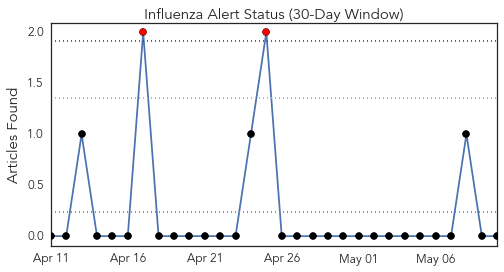 Influenza Alert Status (30-Day Window)
2.0
1.5
1.0
0.5
0.0
Articles Found
Apr 11 Apr 16 Apr 21 Apr 26 May 01 May 06